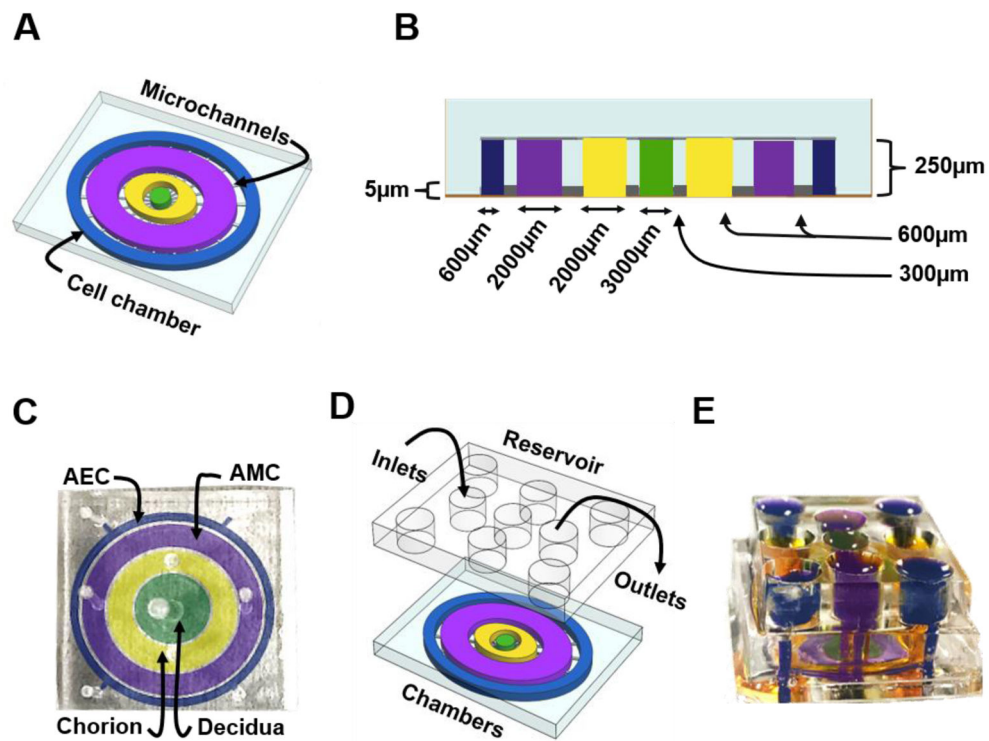 A
Microchannels
Cell chamber
B
5µm
250µm
600µm
2000µm
2000µm
3000µm
600µm
300µm
C
AEC
AMC
Chorion
Decidua
D
Inlets
Reservoir
Outlets
Chambers
E